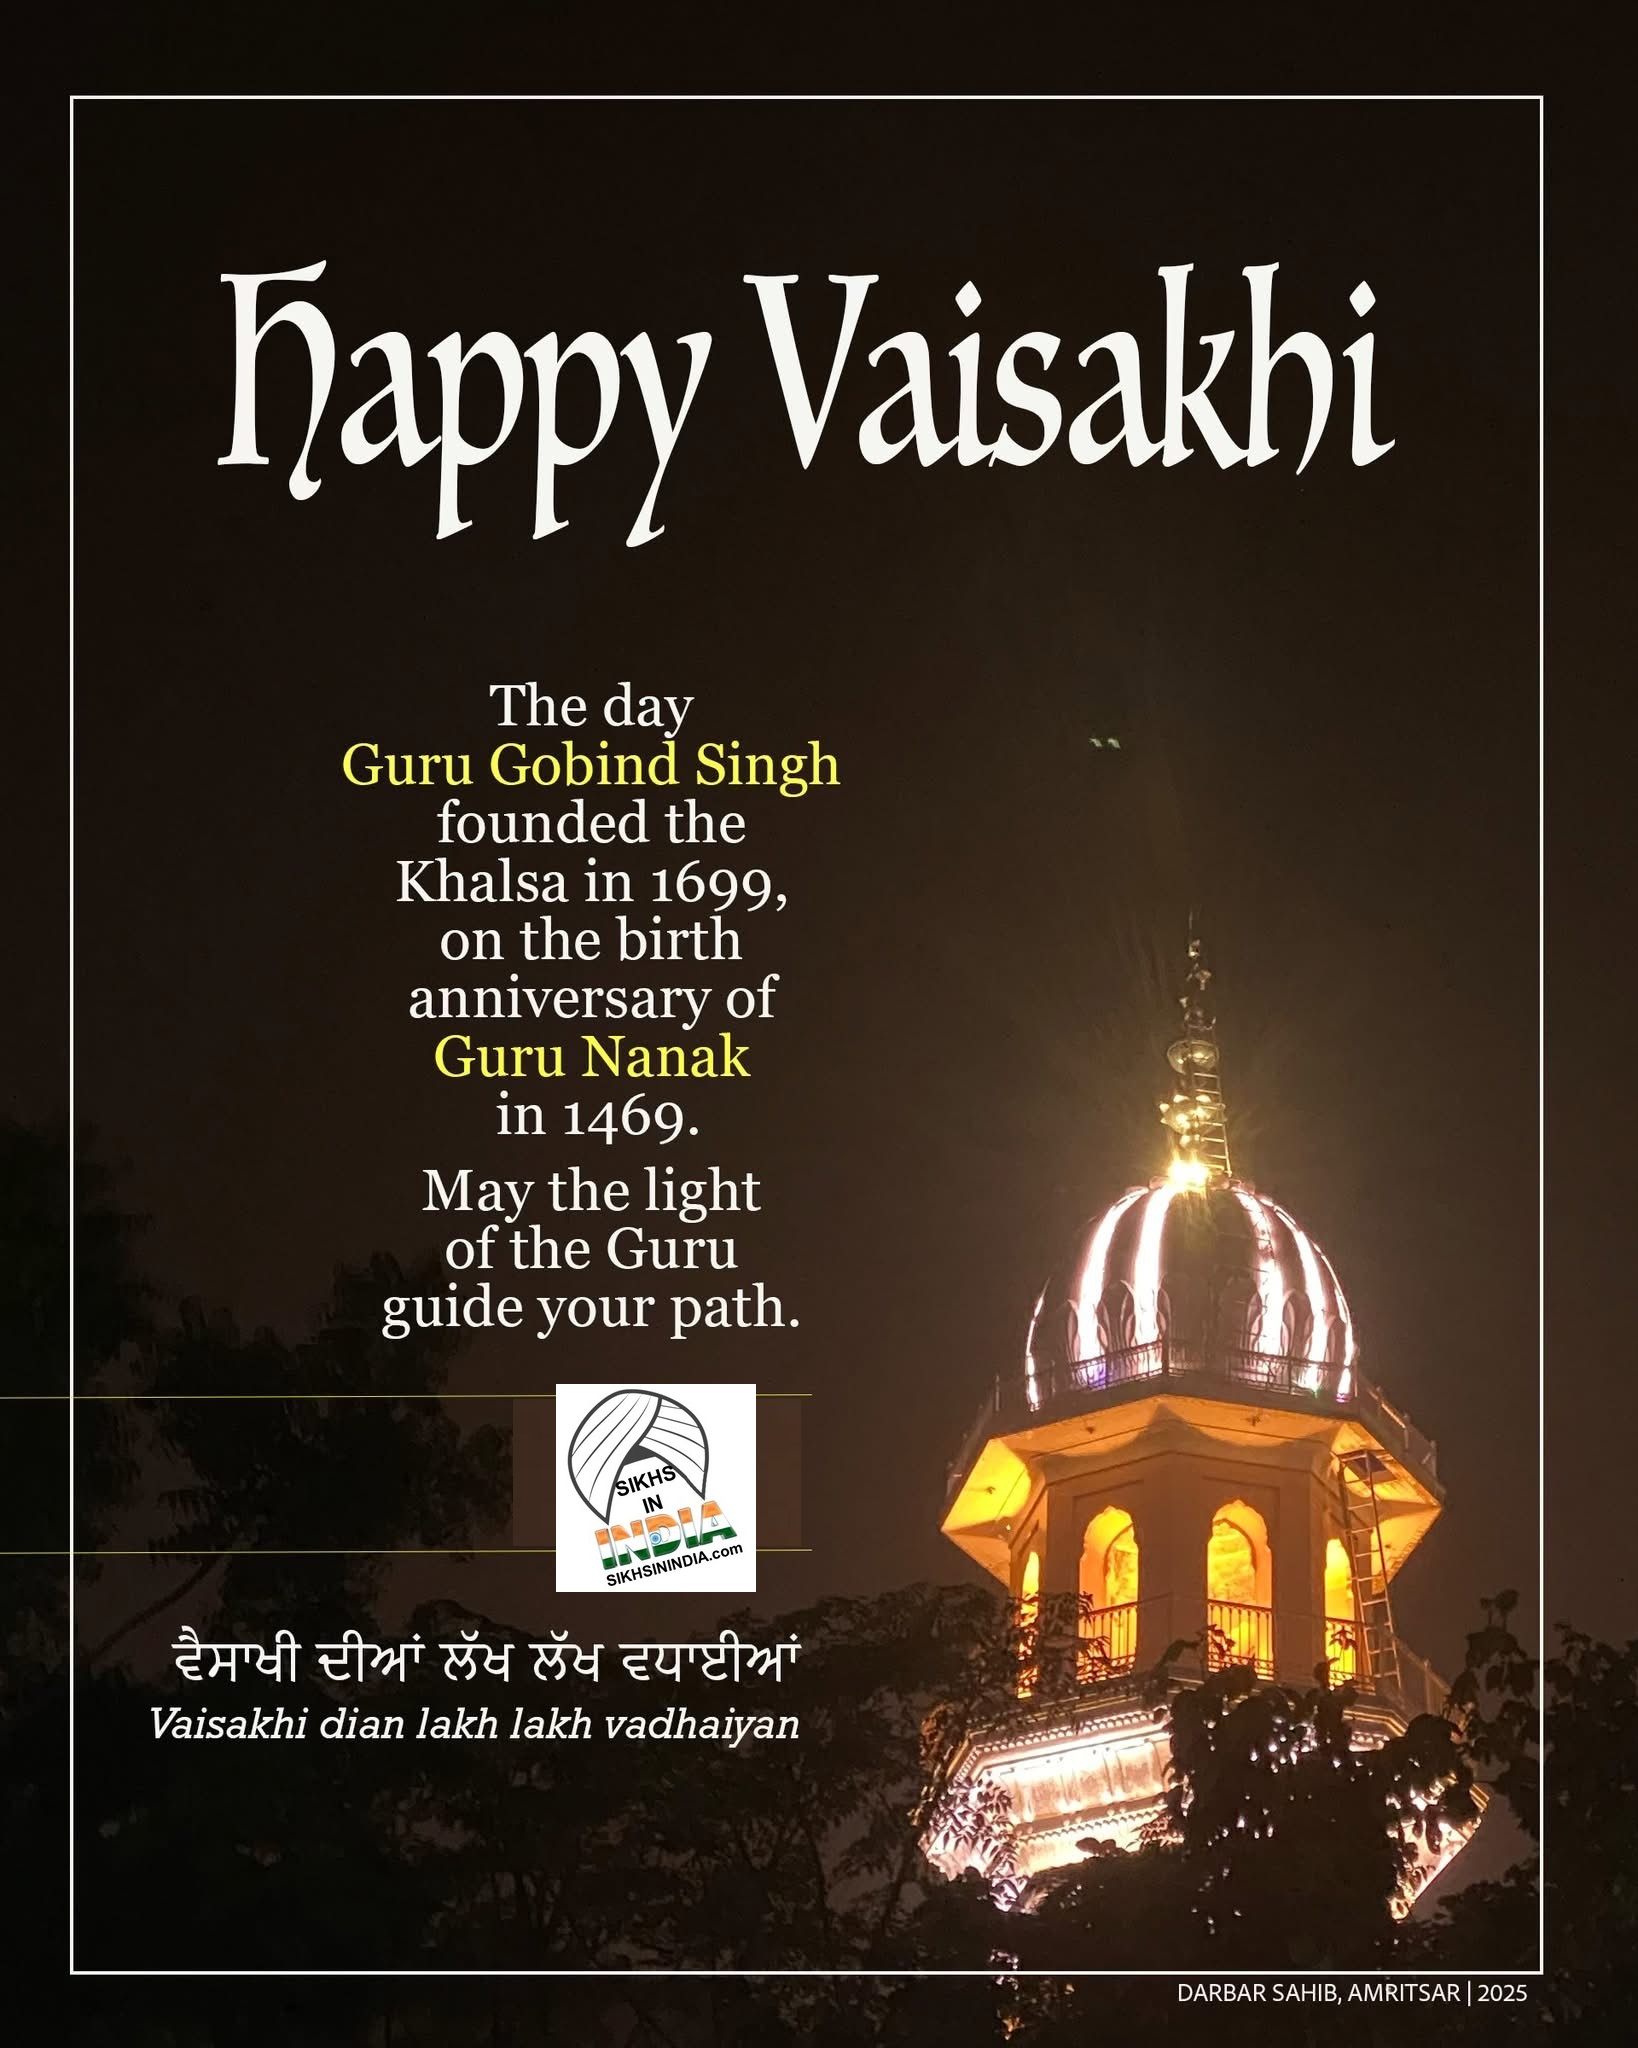 Happy Vaisakhi
The day
Guru Gobind Singh
founded the
Khalsa in 1699,
on the birth
anniversary of
Guru Nanak
in 1469.
May the light
of the Guru
guide your path.
SIKHS
IN
INDIA
SIKHSININDIA.com
ਵੈਸਾਖੀ ਦੀਆਂ ਲੱਖ ਲੱਖ ਵਧਾਈਆਂ
Vaisakhi dian lakh lakh vadhaiyan
DARBAR SAHIB, AMRITSAR | 2025